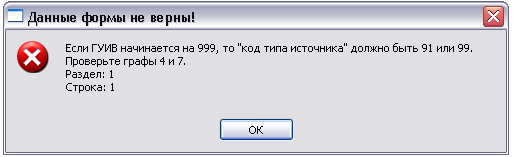 Данные формы не верны!
Если ГУИВ начинается на 999, то "код типа источника" должно быть 91 или 99.
Проверьте графы 4 и 7.
Раздел: 1
Строка: 1
OK